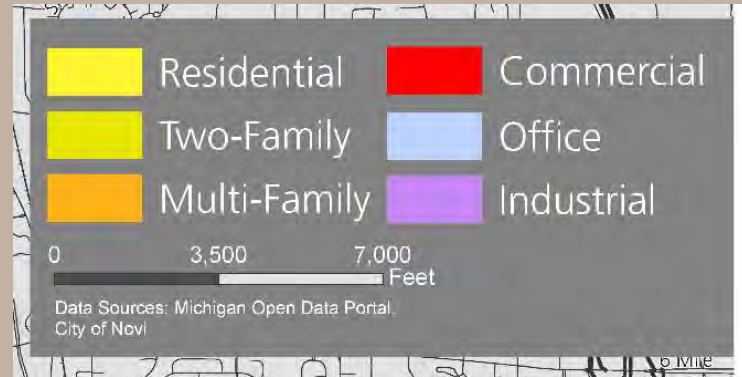 Residential
Commercial
Two-Family
Office
Multi-Family
Industrial
0 3,500 7,000
Feet
Data Sources: Michigan Open Data Portal,
City of Novi
6 Mile